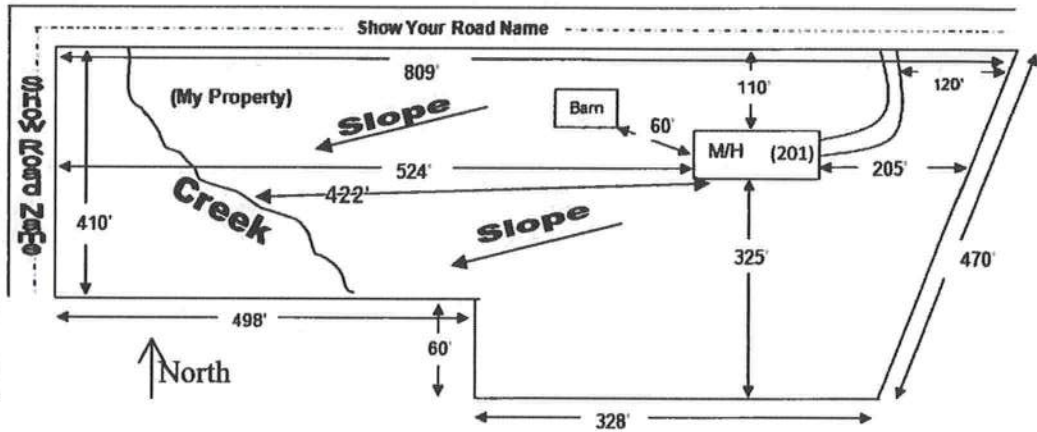 Show Your Road Name
Show Road Name
809'
110'
120'
(My Property)
Slope
Barn
60'
M/H (201)
524'
205'
422'
Creek
410'
Slope
325'
470'
498'
60'
North
328'